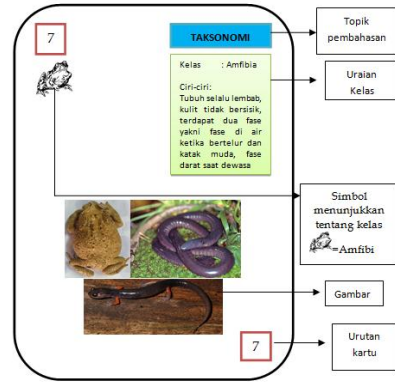 7
TAKSONOMI
Kelas : Amfibia
Ciri-ciri:
Tubuh selalu lembab,
kulit tidak bersisik,
terdapat dua fase
yakni fase di air
ketika bertelur dan
katak muda, fase
darat saat dewasa
7
Topik
pembahasan
Uraian
Kelas
Simbol
menunjukkan
tentang kelas
=Amfibi
Gambar
Urutan
kartu